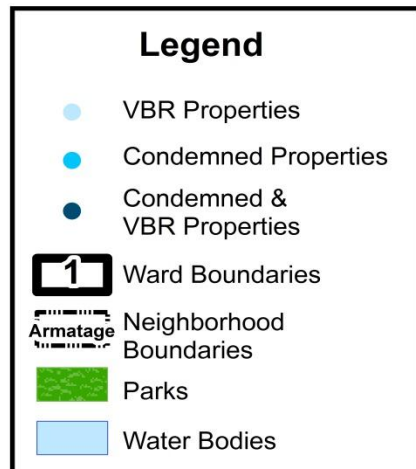 Legend
VBR Properties
Condemned Properties
Condemned &
VBR Properties
1 Ward Boundaries
Armatage Neighborhood
Boundaries
Parks
Water Bodies